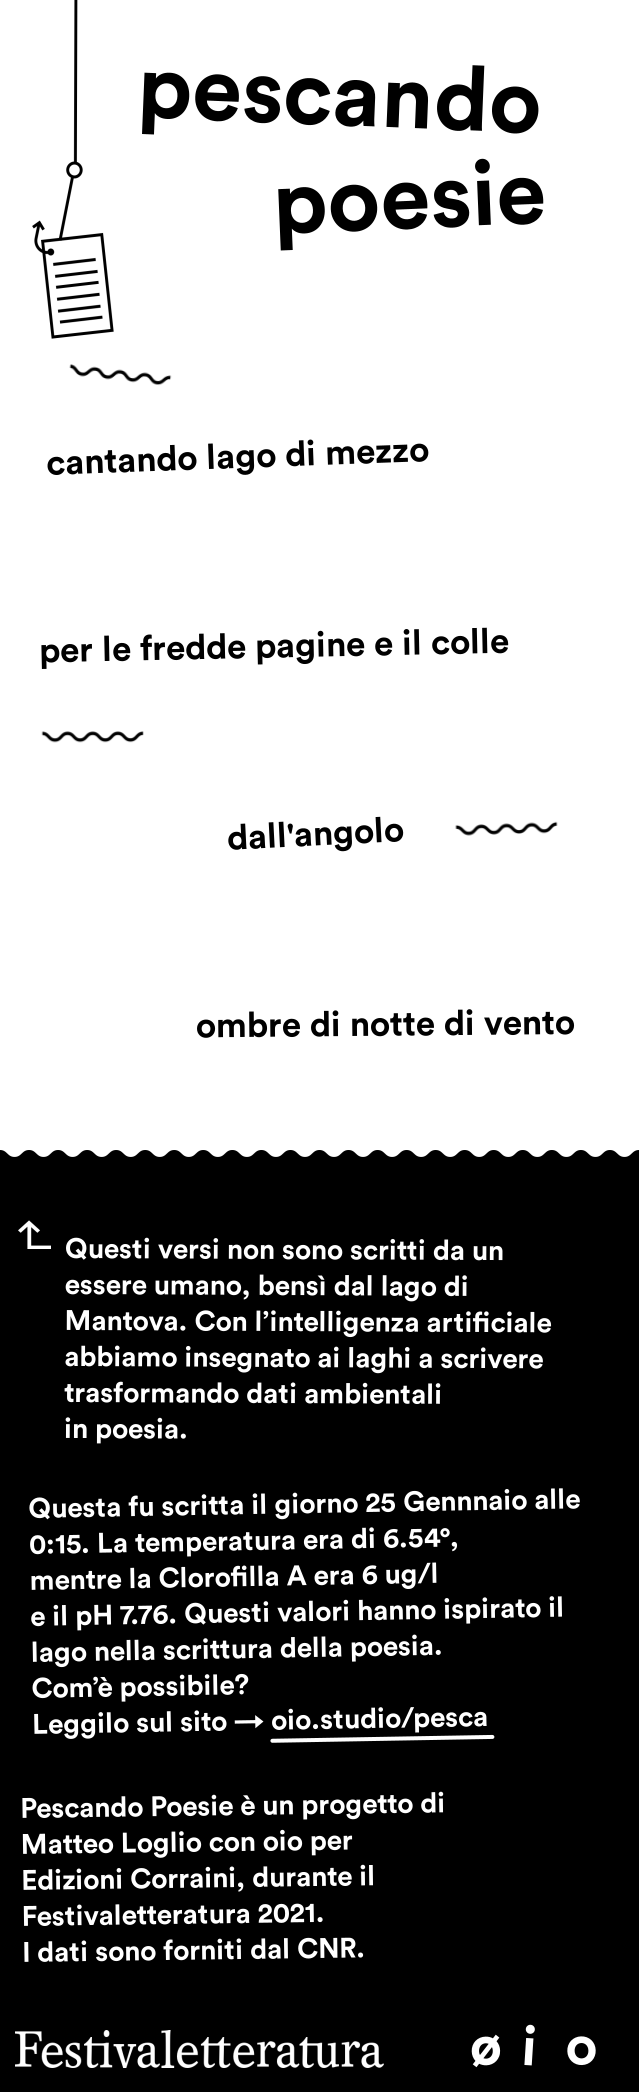 pescando
poesie
cantando lago di mezzo
per le fredde pagine e il colle
dall'angolo
ombre di notte di vento
Questi versi non sono scritti da un
essere umano, bensì dal lago di
Mantova. Con l’intelligenza artificiale
abbiamo insegnato ai laghi a scrivere
trasformando dati ambientali
in poesia.
Questa fu scritta il giorno 25 Gennnaio alle
0:15. La temperatura era di 6.54°,
mentre la Clorofilla A era 6 ug/l
e il pH 7.76. Questi valori hanno ispirato il
lago nella scrittura della poesia.
Com’è possibile?
Leggilo sul sito → oio.studio/pesca
Pescando Poesie è un progetto di
Matteo Loglio con oio per
Edizioni Corraini, durante il
Festivaletteratura 2021.
I dati sono forniti dal CNR.
Festivaletteratura ø i o